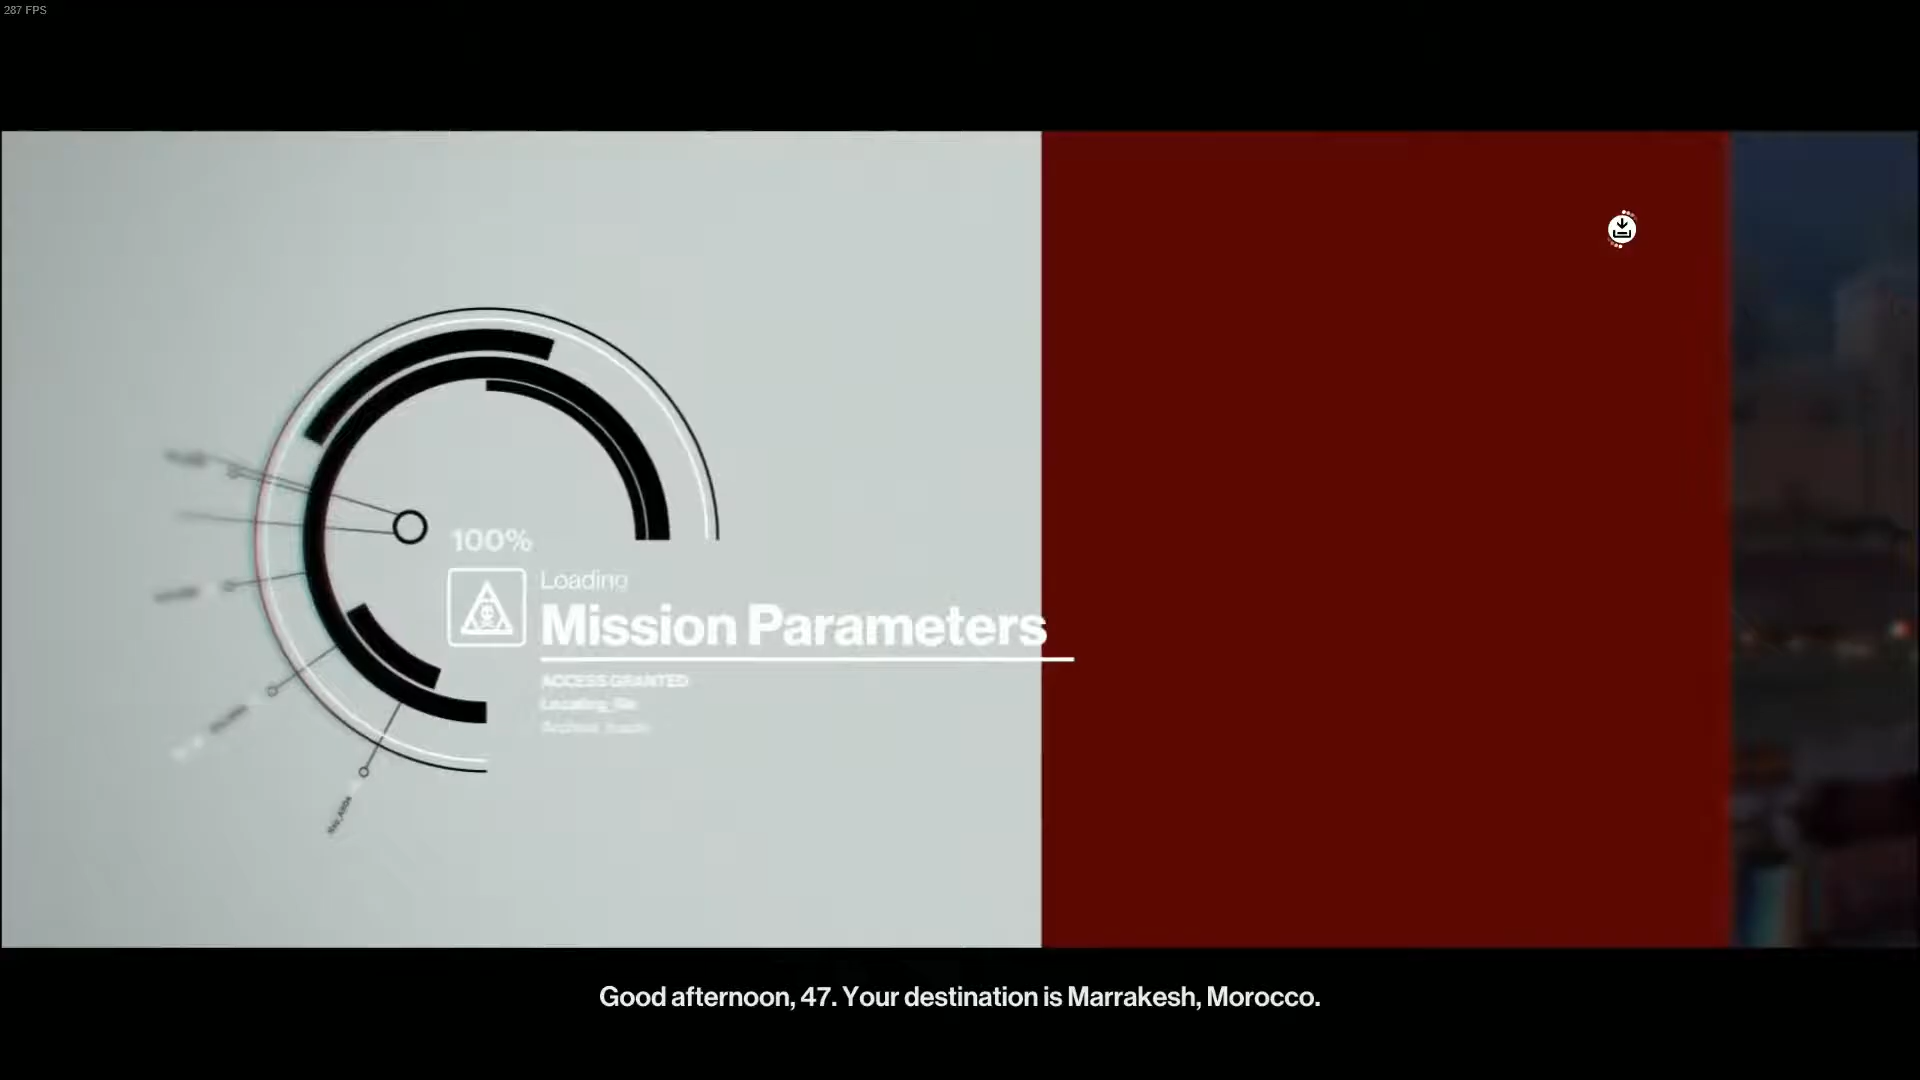 287 FPS
100%
Loading
Mission Parameters
ACCESS GRANTED
Good afternoon, 47. Your destination is Marrakesh, Morocco.